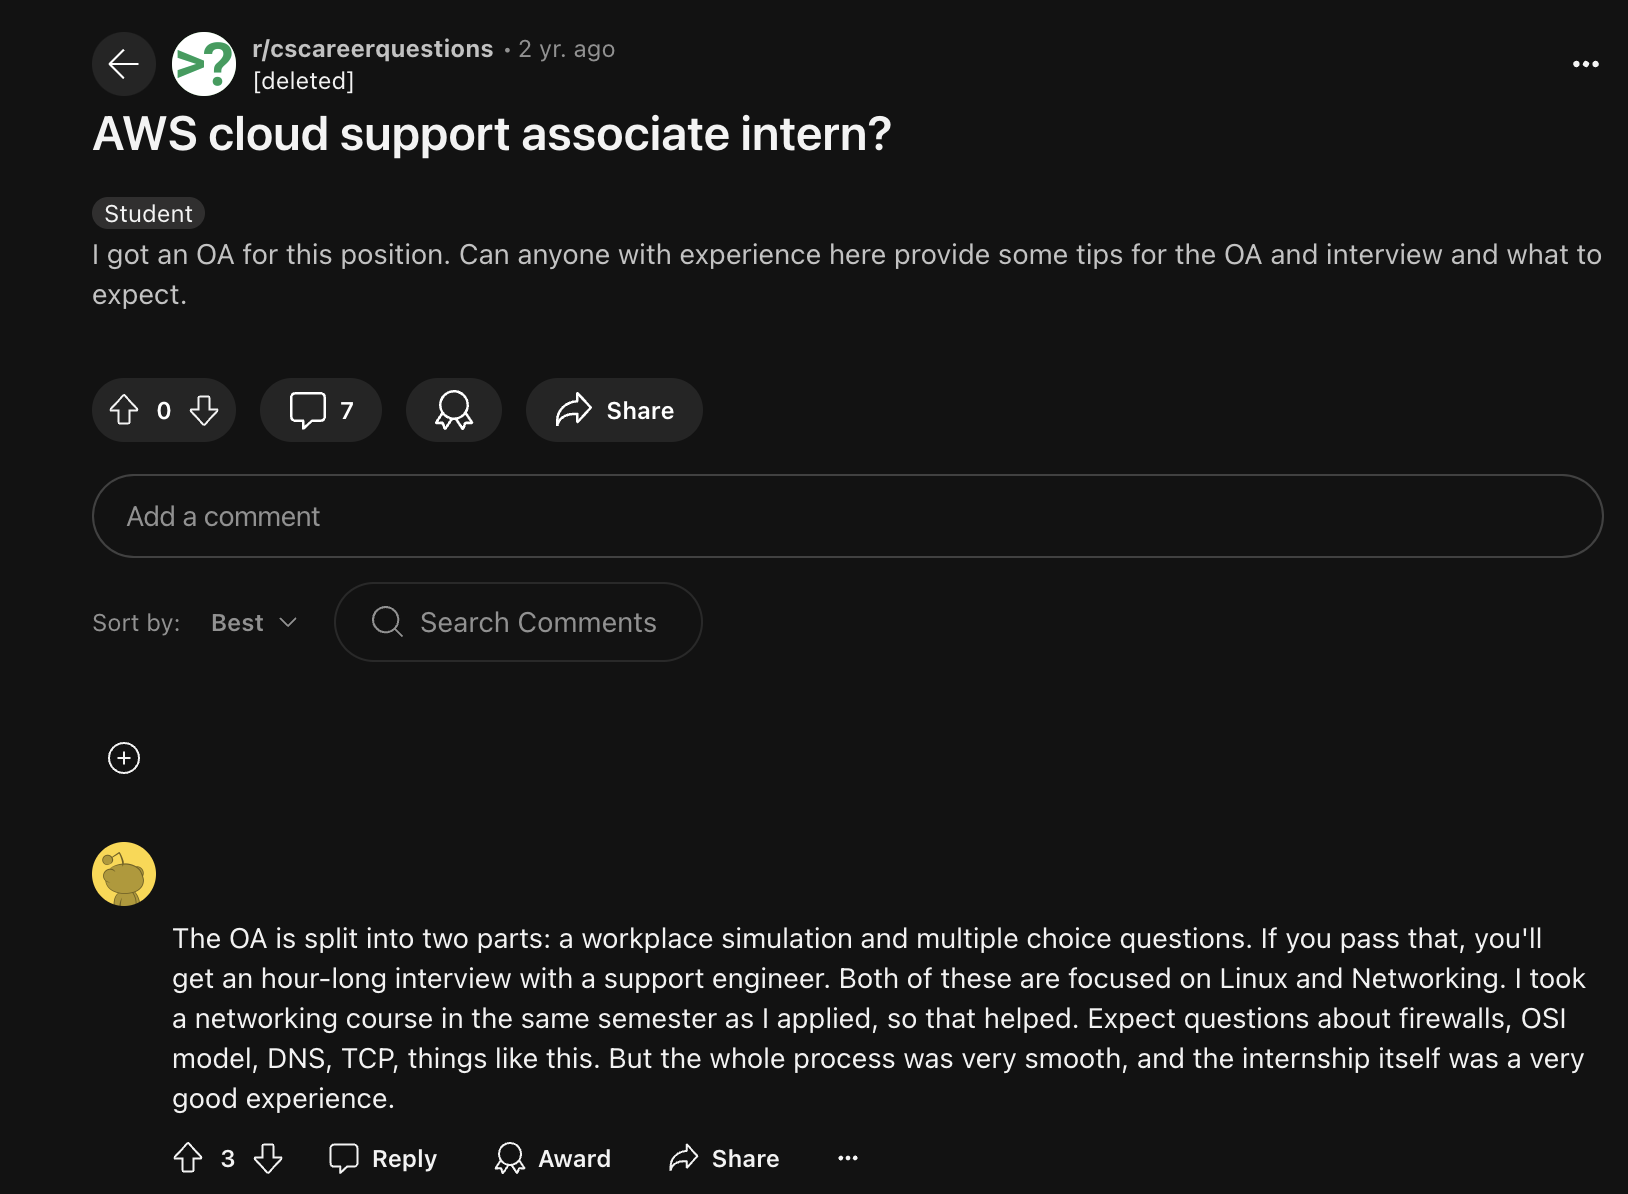 r/cscareerquestions • 2 yr. ago
[deleted]
AWS cloud support associate intern?
Student
I got an OA for this position. Can anyone with experience here provide some tips for the OA and interview and what to
expect.
0
7
Share
Add a comment
Sort by: Best
Search Comments
The OA is split into two parts: a workplace simulation and multiple choice questions. If you pass that, you'll
get an hour-long interview with a support engineer. Both of these are focused on Linux and Networking. I took
a networking course in the same semester as I applied, so that helped. Expect questions about firewalls, OSI
model, DNS, TCP, things like this. But the whole process was very smooth, and the internship itself was a very
good experience.
3 Reply Award Share